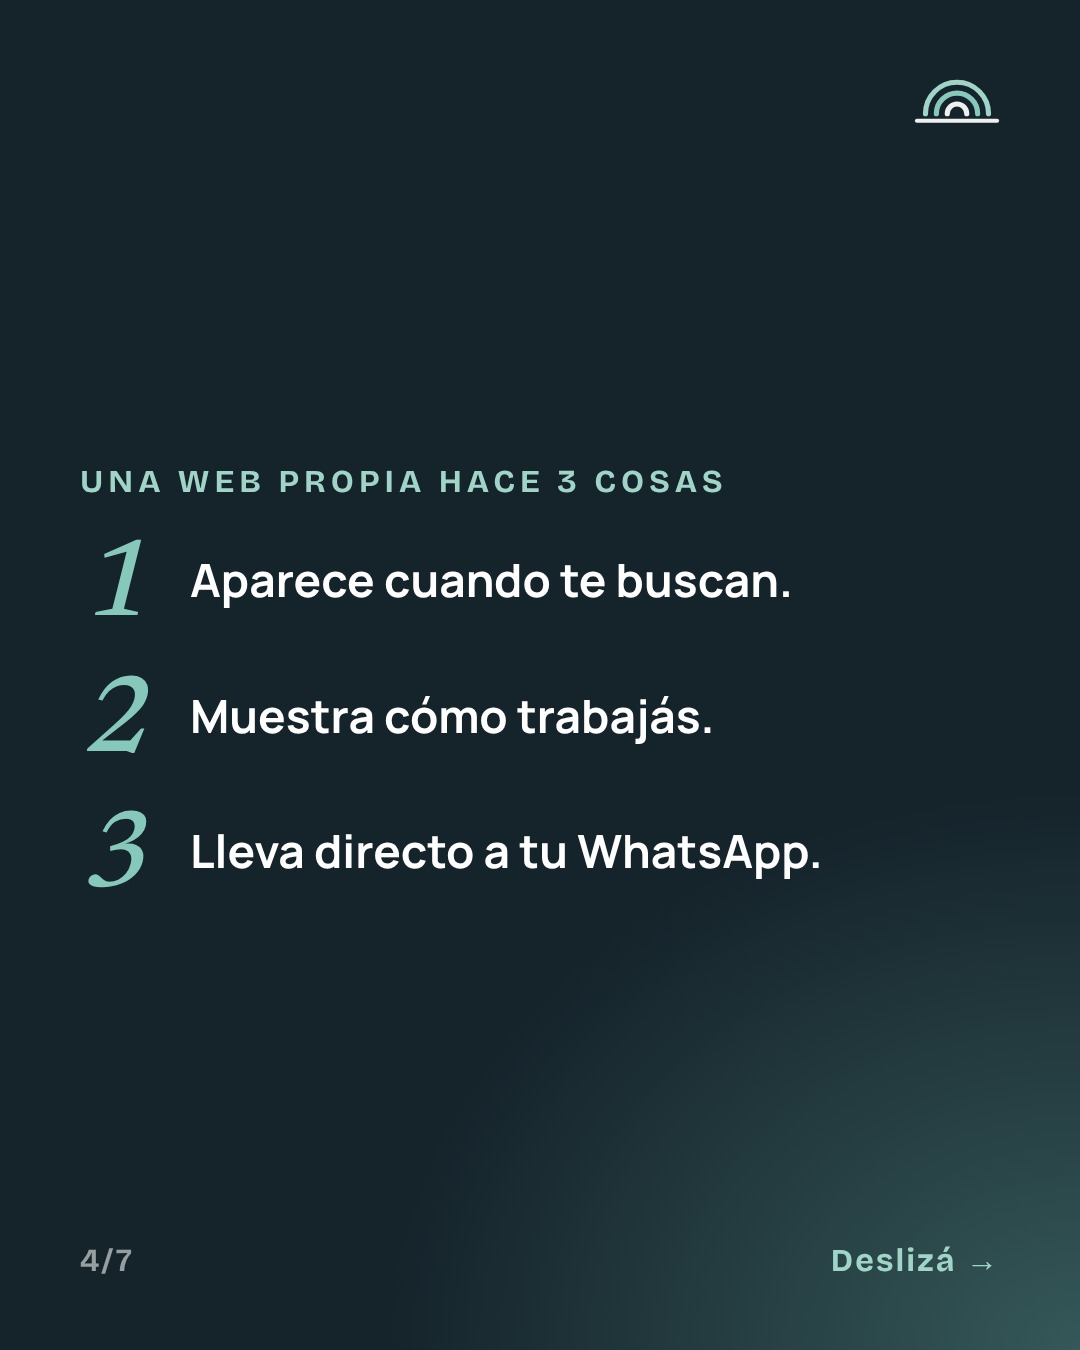 UNA WEB PROPIA HACE 3 COSAS
1 Aparece cuando te buscan.
2 Muestra cómo trabajás.
3 Lleva directo a tu WhatsApp.
4/7 Deslizá →